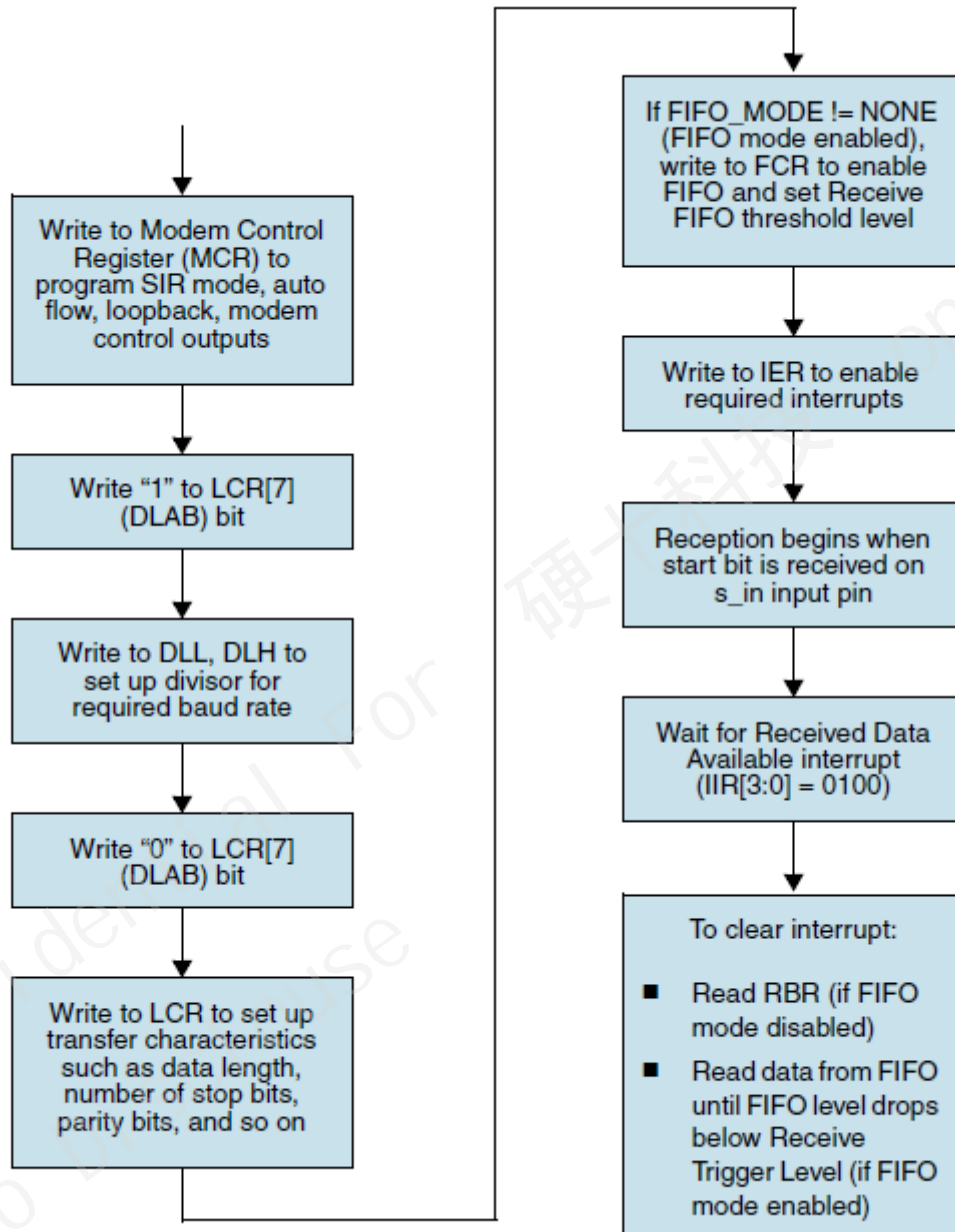 Write to Modem Control
Register (MCR) to
program SIR mode, auto
flow, loopback, modem
control outputs
Write “1” to LCR[7]
(DLAB) bit
Write to DLL, DLH to
set up divisor for
required baud rate
Write “0” to LCR[7]
(DLAB) bit
Write to LCR to set up
transfer characteristics
such as data length,
number of stop bits,
parity bits, and so on
If FIFO_MODE != NONE
(FIFO mode enabled),
write to FCR to enable
FIFO and set Receive
FIFO threshold level
Write to IER to enable
required interrupts
Reception begins when
start bit is received on
s_in input pin
Wait for Received Data
Available interrupt
(IIR[3:0] = 0100)
To clear interrupt:
■ Read RBR (if FIFO
mode disabled)
■ Read data from FIFO
until FIFO level drops
below Receive
Trigger Level (if FIFO
mode enabled)
For 硬十科技